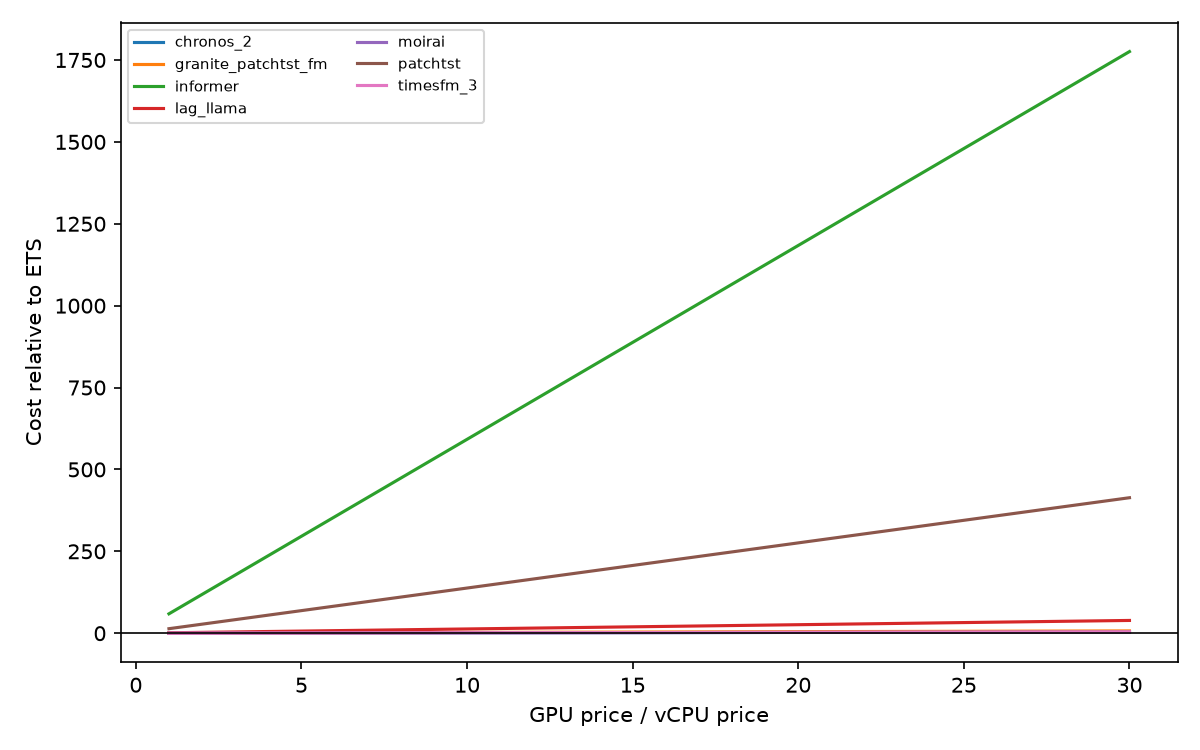 chronos_2
granite_patchtst_fm
informer
lag_llama
moirai
patchtst
timesfm_3
Cost relative to ETS
1750
1500
1250
1000
750
500
250
0
0 5 10 15 20 25 30
GPU price / vCPU price